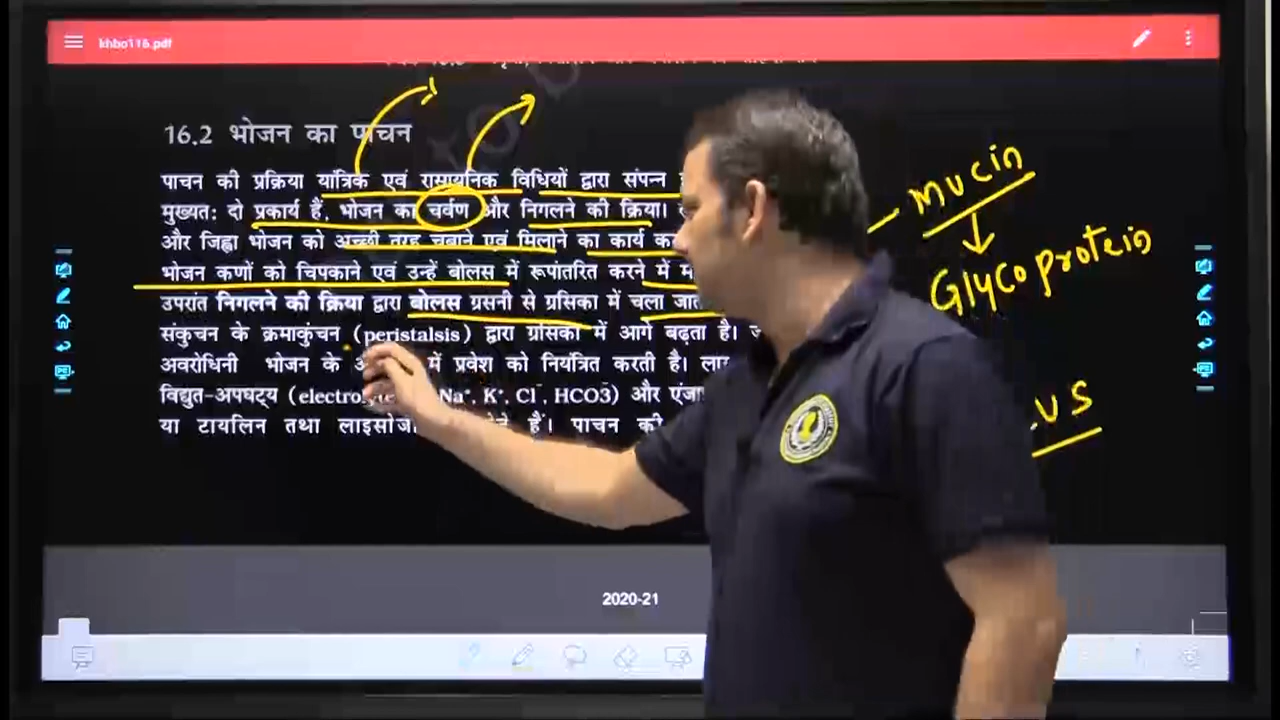 khbo116.pdf
16.2 भोजन का पाचन
पाचन की प्रक्रिया यांत्रिक एवं रासायनिक विधियों द्वारा संपन्न
मुख्यत: दो प्रकार्य हैं, भोजन का चर्वण और निगलने की क्रिया।
और जिह्वा भोजन को अच्छी तरह चबाने एवं मिलाने का कार्य
भोजन कणों को चिपकाने एवं उन्हें बोलस में रूपांतरित करने में
उपरांत निगलने की क्रिया द्वारा बोलस ग्रसनी से ग्रसिका में चला
संकुचन के क्रमाकुंचन (peristalsis) द्वारा ग्रसिका में आगे बढ़ता है।
अवरोधिनी भोजन के में प्रवेश को नियंत्रित करती है।
विद्युत-अपघट्य Na⁺, K⁺, Cl⁻, HCO3̄) और
या टायलिन तथा हैं। पाचन की
Mucin
Glycoprotein
US
2020-21